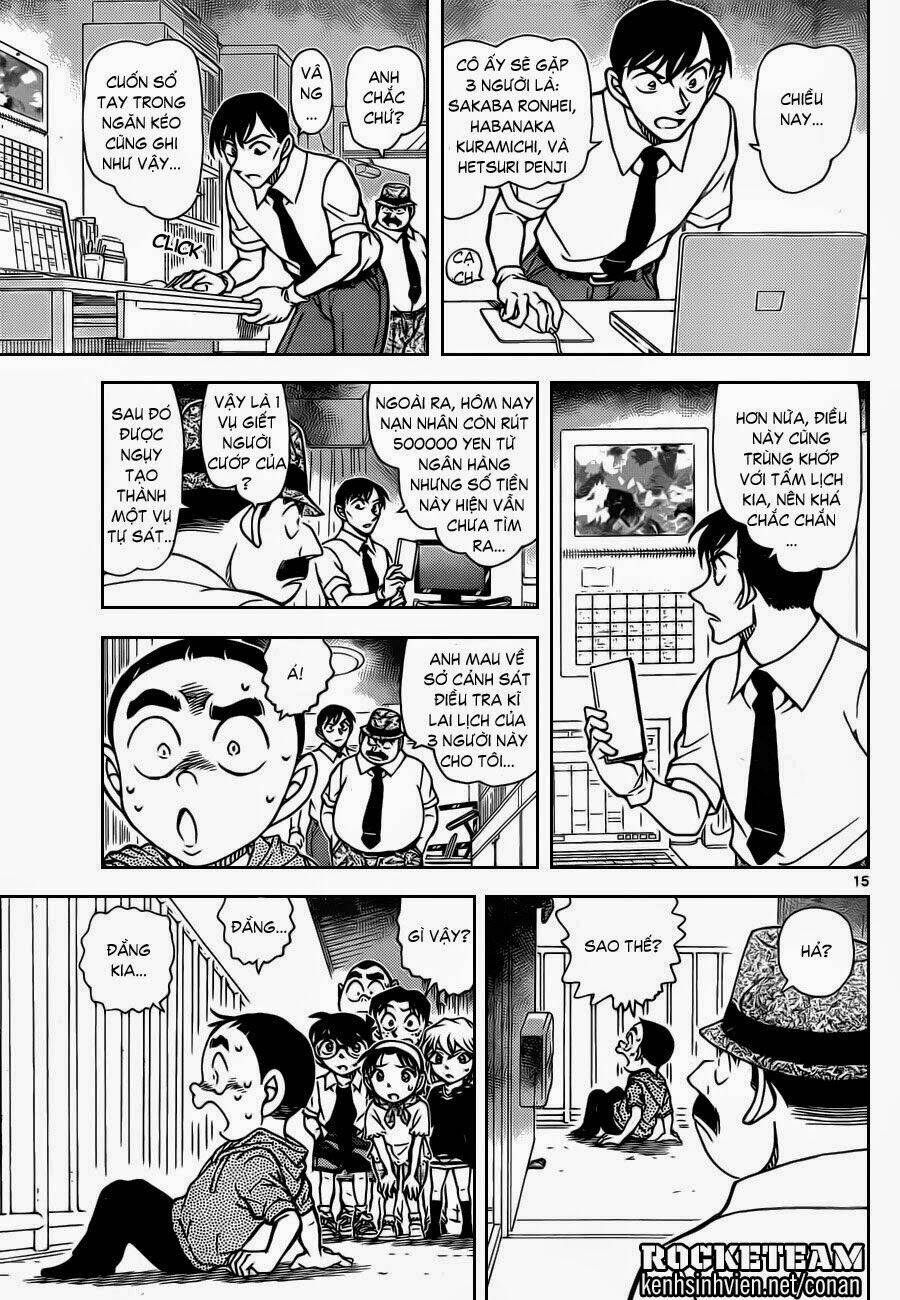 CHIỀU
NAY...
CÔ ẤY SẼ GẶP
3 NGƯỜI LÀ:
SAKABA RONHEI,
HABANAKA
KURAMICHI, VÀ
HETSURI DENJI
CẠ
CH
ANH
CHẮC
CHỨ?
VÂNG
...
CUỐN SỔ
TAY TRONG
NGĂN KÉO
CŨNG GHI
NHƯ VẬY...
CLICK
HƠN NỮA, ĐIỀU
NÀY CŨNG
TRÙNG KHỚP
VỚI TẤM LỊCH
KIA, NÊN KHÁ
CHẮC CHẮN
...
NGOÀI RA, HÔM NAY
NẠN NHÂN CÒN RÚT
500000 YEN TỪ
NGÂN HÀNG
NHƯNG SỐ TIỀN
NÀY HIỆN VẪN
CHƯA TÌM
RA...
VẬY LÀ 1
VỤ GIẾT
NGƯỜI
CƯỚP CỦA
?
SAU ĐÓ
ĐƯỢC
NGỤY
TẠO
THÀNH
MỘT VỤ
TỰ SÁT..
ANH MAU VỀ
SỞ CẢNH SÁT
ĐIỀU TRA KĨ
LAI LỊCH CỦA
3 NGƯỜI NÀY
CHO TÔI...
Á!
15
HẢ?
SAO THẾ?
GÌ VẬY?
ĐẰNG...
ĐẰNG
KIA...
ROCKETEAM
kenhsinhvien.net/conan